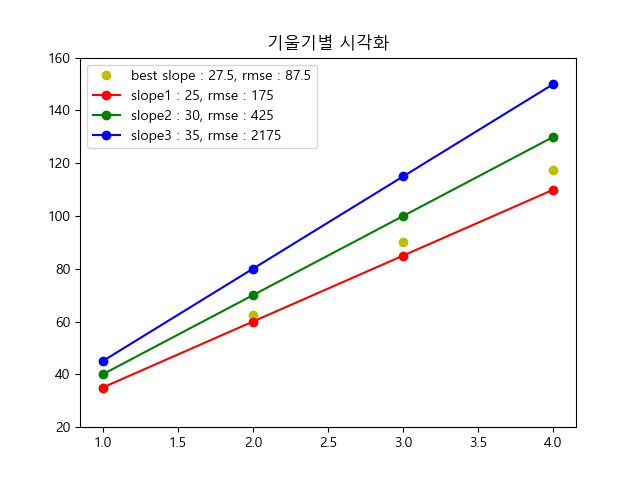 기울기별 시각화
best slope : 27.5, rmse : 87.5
slope1 : 25, rmse : 175
slope2 : 30, rmse : 425
slope3 : 35, rmse : 2175
160
140
120
100
80
60
40
20
1.0 1.5 2.0 2.5 3.0 3.5 4.0